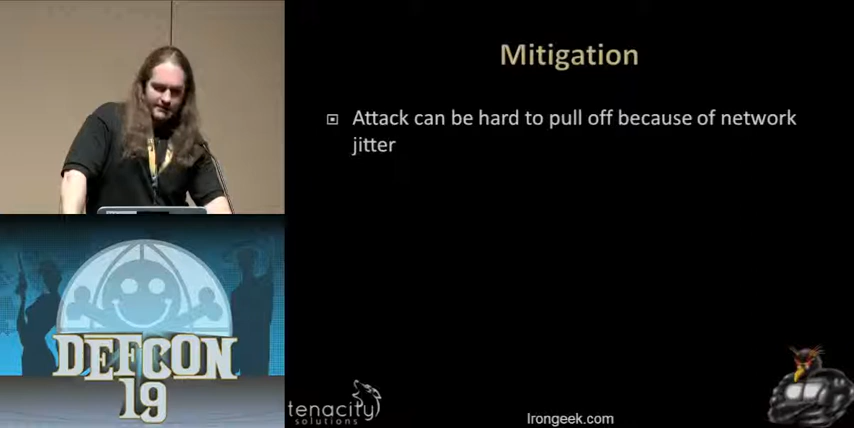 Mitigation
Attack can be hard to pull off because of network
jitter
DEFCON
19
tenacity
solutions
Irongeek.com